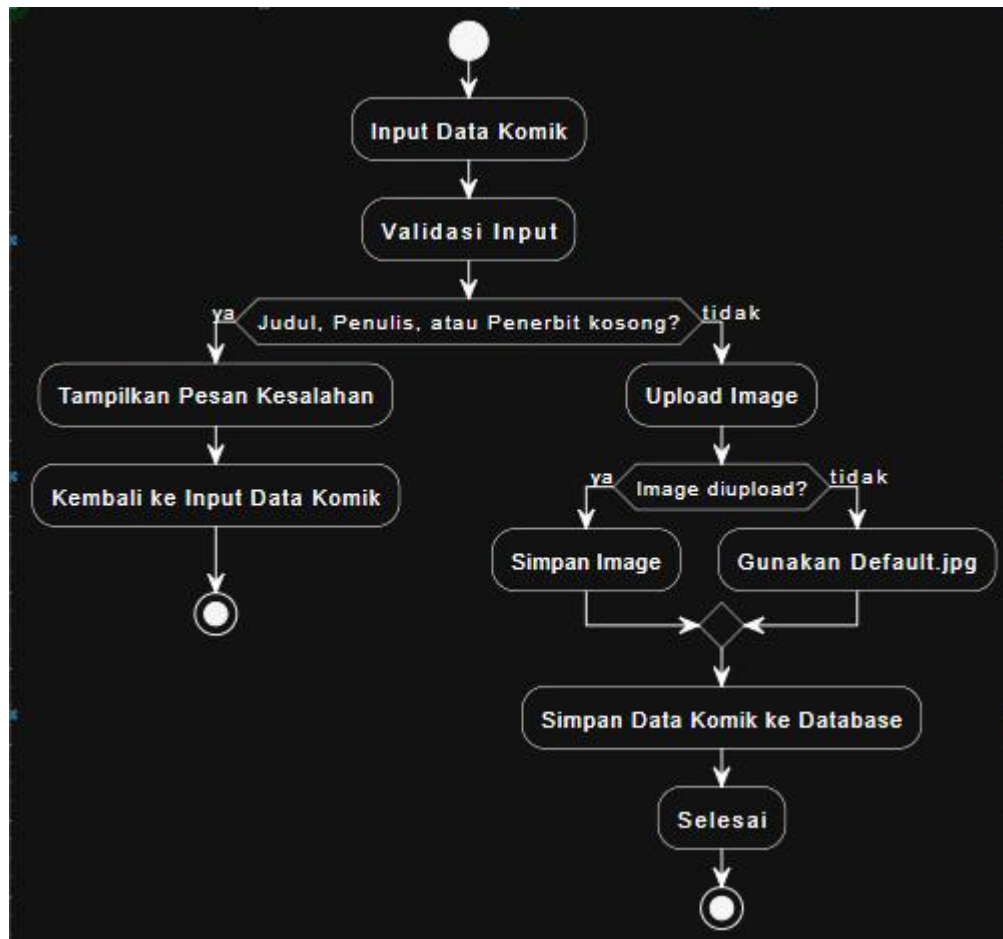 Input Data Komik
Validasi Input
Judul, Penulis, atau Penerbit kosong?
ya
tidak
Tampilkan Pesan Kesalahan
Kembali ke Input Data Komik
Upload Image
Image diupload?
ya
tidak
Simpan Image
Gunakan Default.jpg
Simpan Data Komik ke Database
Selesai